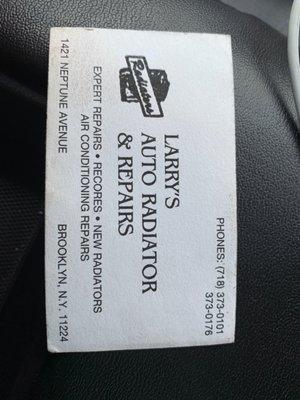 PHONES: (718) 373-0101
373-0176
Radiators
LARRY'S
AUTO RADIATOR
& REPAIRS
EXPERT REPAIRS • RECORES • NEW RADIATORS
AIR CONDITIONING REPAIRS
1421 NEPTUNE AVENUE
BROOKLYN, N.Y. 11224